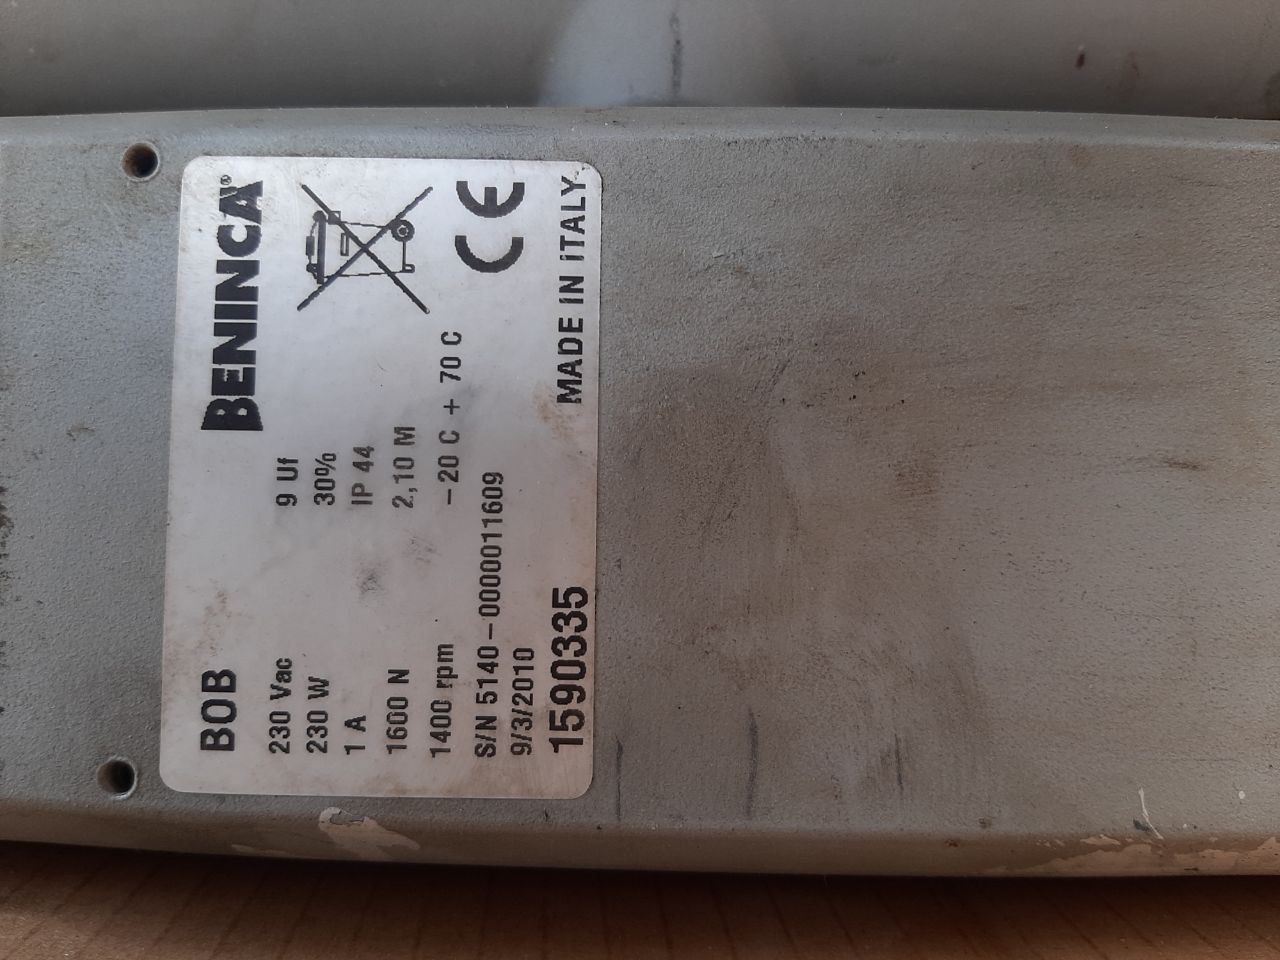 BOB BENINCA®
230 Vac 9 Uf
230 W 30%
1 A IP 44
1600 N 2,10 M
1400 rpm -20 C + 70 C
S/N 5140-0000011609
9/3/2010
1590335 MADE IN ITALY
CE